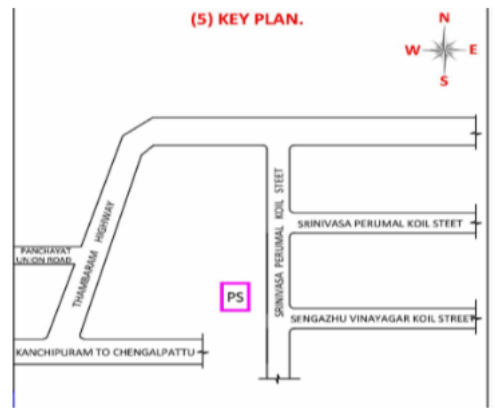 (5) KEY PLAN.
N
W E
S
THAMBARAM HIGHWAY
SRINIVASA PERUMAL KOIL STEET
SRINIVASA PERUMAL KOIL STEET
PANCHAYAT
UNION ROAD
PS
SENGAZHU VINAYAGAR KOIL STREET
KANCHIPURAM TO CHENGALPATTU